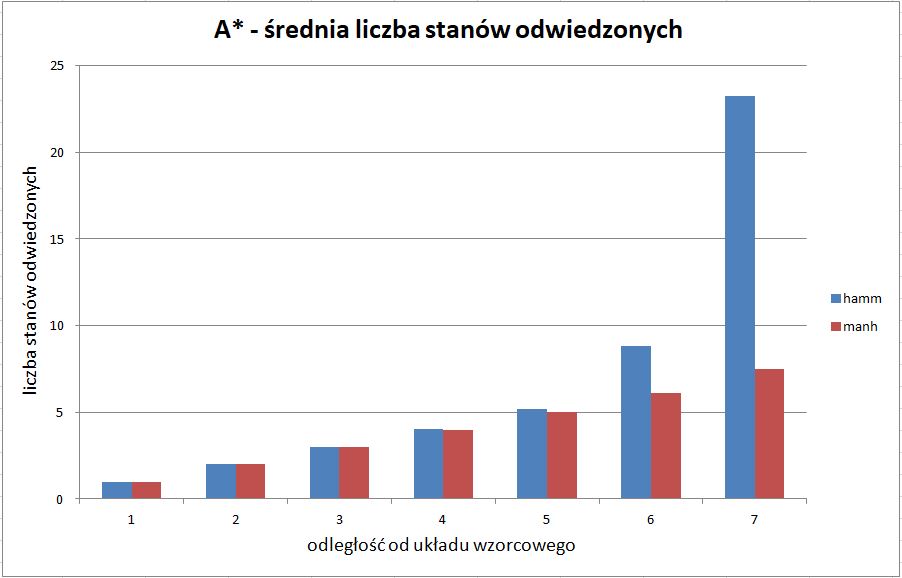 A* - średnia liczba stanów odwiedzonych
liczba stanów odwiedzonych
25
20
15
10
5
0
1 2 3 4 5 6 7
odległość od układu wzorcowego
hamm
manh